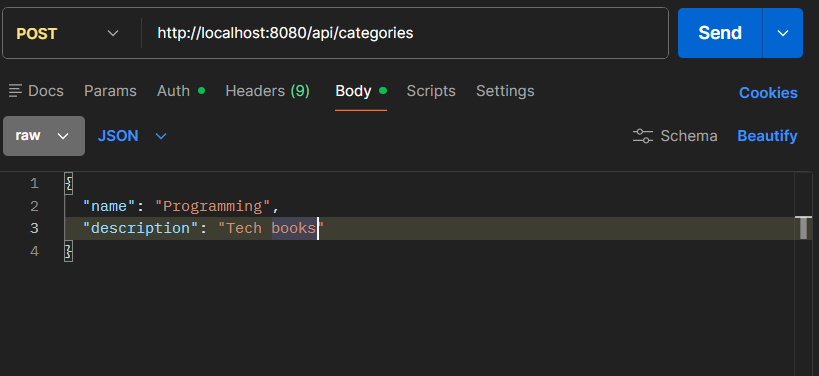 POST http://localhost:8080/api/categories Send
Docs Params Auth Headers (9) Body Scripts Settings Cookies
raw JSON Schema Beautify
1 {
2 "name": "Programming",
3 "description": "Tech books"
4 }